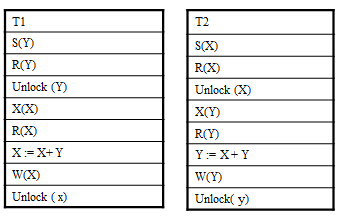 T1
S(Y)
R(Y)
Unlock (Y)
X(X)
R(X)
X := X+ Y
W(X)
Unlock ( x)
T2
S(X)
R(X)
Unlock (X)
X(Y)
R(Y)
Y := X + Y
W(Y)
Unlock( y)